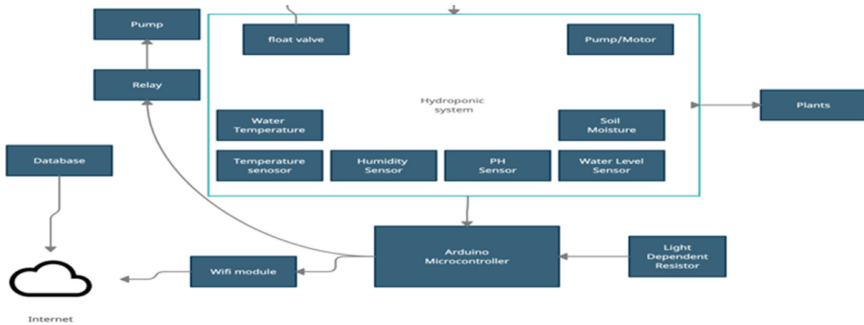 Pump
float valve
Pump/Motor
Relay
Hydroponic
system
Plants
Water
Temperature
Soil
Moisture
Database
Temperature
senosor
Humidity
Sensor
PH
Sensor
Water Level
Sensor
Arduino
Microcontroller
Light
Dependent
Resistor
Wifi module
Internet